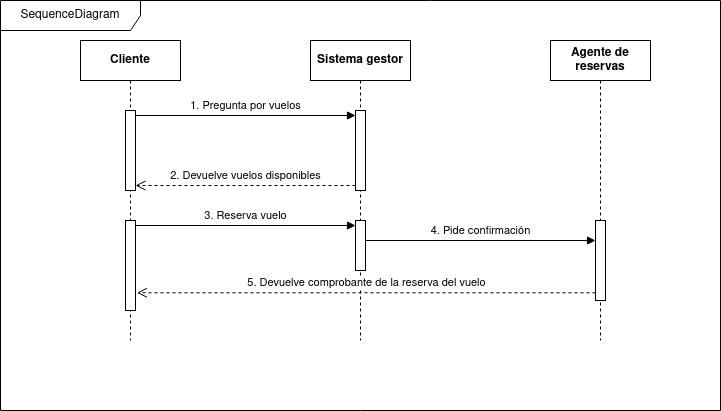 SequenceDiagram
Cliente
Sistema gestor
Agente de
reservas
1. Pregunta por vuelos
2. Devuelve vuelos disponibles
3. Reserva vuelo
4. Pide confirmación
5. Devuelve comprobante de la reserva del vuelo